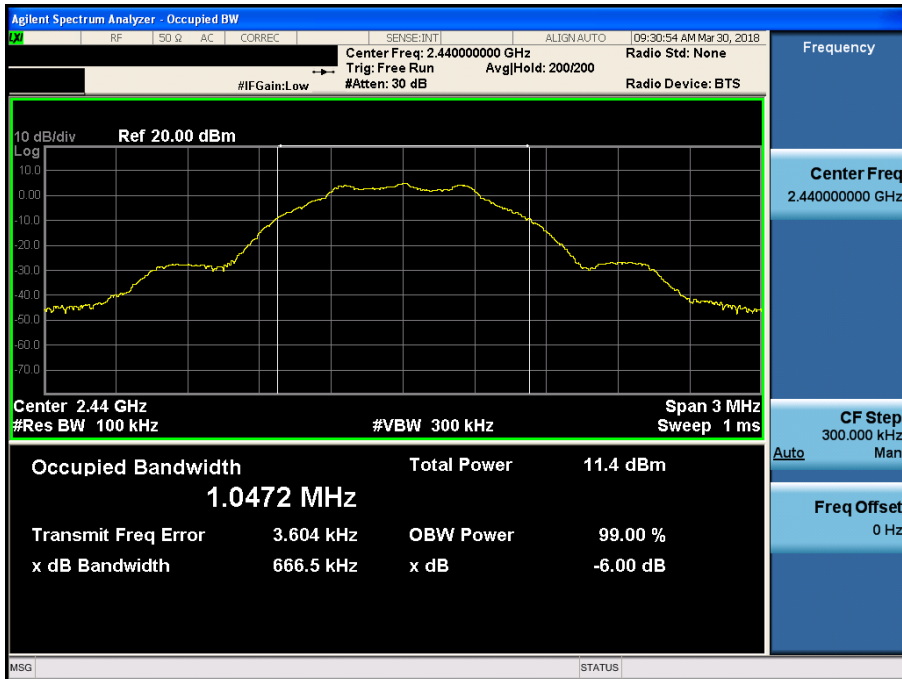 Agilent Spectrum Analyzer - Occupied BW
LXI RF 50 Ω AC CORREC SENSE:INT ALIGN AUTO 09:30:54 AM Mar 30, 2018
Center Freq: 2.440000000 GHz Radio Std: None
Trig: Free Run Avg|Hold: 200/200
#IFGain:Low #Atten: 30 dB Radio Device: BTS
10 dB/div Ref 20.00 dBm
Log
10.0
0.00
-10.0
-20.0
-30.0
-40.0
-50.0
-60.0
-70.0
Center 2.44 GHz Span 3 MHz
#Res BW 100 kHz #VBW 300 kHz Sweep 1 ms
Occupied Bandwidth Total Power 11.4 dBm
1.0472 MHz
Transmit Freq Error 3.604 kHz OBW Power 99.00 %
x dB Bandwidth 666.5 kHz x dB -6.00 dB
Frequency
Center Freq
2.440000000 GHz
CF Step
300.000 kHz
Auto Man
Freq Offset
0 Hz
MSG STATUS